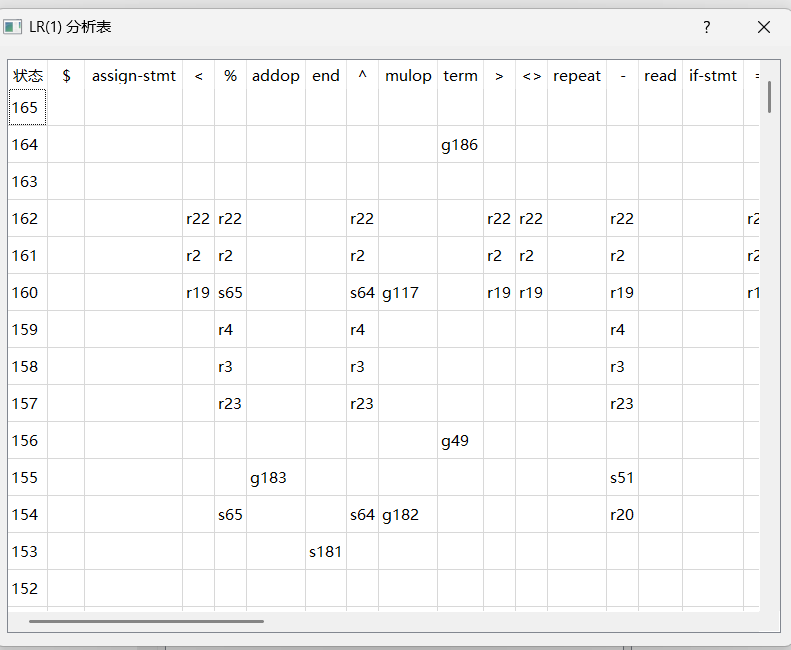 LR(1) 分析表
状态 $ assign-stmt < % addop end ^ mulop term > <> repeat - read if-stmt =
165
164 g186
163
162 r22 r22 r22 r22 r22 r22 r2
161 r2 r2 r2 r2 r2 r2 r2
160 r19 s65 s64 g117 r19 r19 r19 r1
159 r4 r4 r4
158 r3 r3 r3
157 r23 r23 r23
156 g49
155 g183 s51
154 s65 s64 g182 r20
153 s181
152